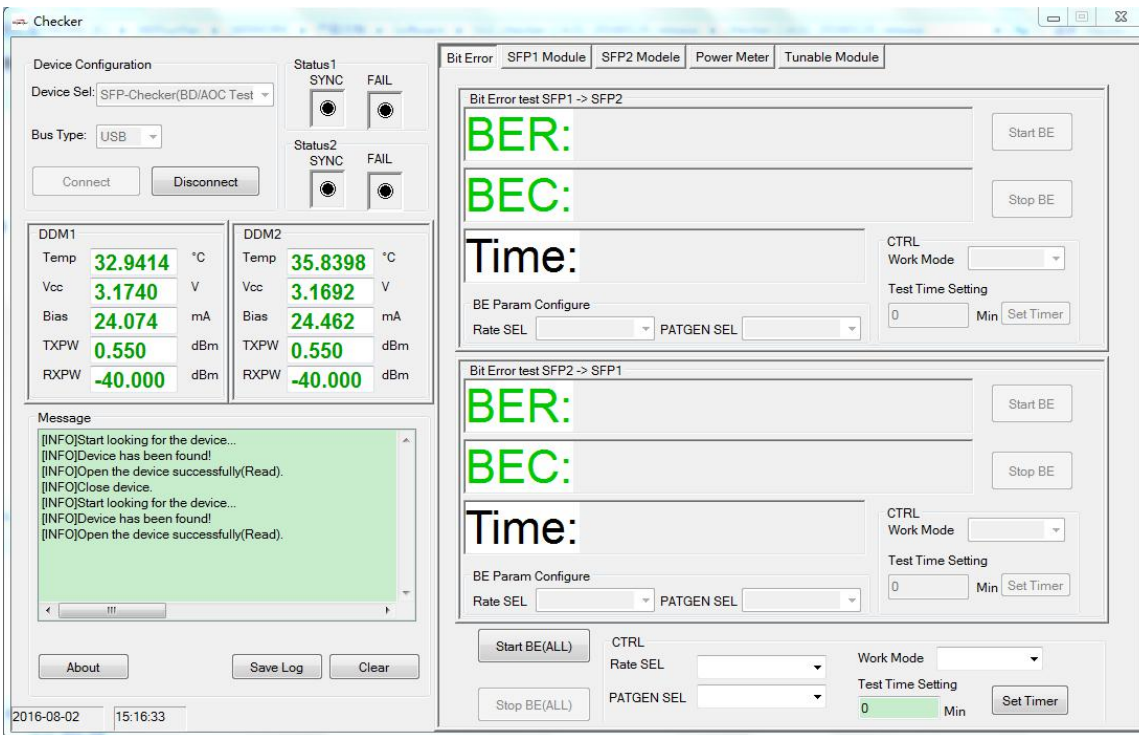 Checker
Device Configuration
Device Sel: SFP-Checker(BD/AOC Test
Bus Type: USB
Connect Disconnect
Status1
SYNC FAIL
Status2
SYNC FAIL
DDM1
Temp 32.9414 °C
Vcc 3.1740 V
Bias 24.074 mA
TXPW 0.550 dBm
RXPW -40.000 dBm
DDM2
Temp 35.8398 °C
Vcc 3.1692 V
Bias 24.462 mA
TXPW 0.550 dBm
RXPW -40.000 dBm
Message
[INFO]Start looking for the device...
[INFO]Device has been found!
[INFO]Open the device successfully(Read).
[INFO]Close device.
[INFO]Start looking for the device...
[INFO]Device has been found!
[INFO]Open the device successfully(Read).
About Save Log Clear
2016-08-02 15:16:33
Bit Error SFP1 Module SFP2 Modele Power Meter Tunable Module
Bit Error test SFP1 -> SFP2
BER:
Start BE
BEC:
Stop BE
Time:
CTRL
Work Mode
Test Time Setting
0 Min Set Timer
BE Param Configure
Rate SEL PATGEN SEL
Bit Error test SFP2 -> SFP1
BER:
Start BE
BEC:
Stop BE
Time:
CTRL
Work Mode
Test Time Setting
0 Min Set Timer
BE Param Configure
Rate SEL PATGEN SEL
Start BE(ALL)
Stop BE(ALL)
CTRL
Rate SEL
PATGEN SEL
Work Mode
Test Time Setting
0 Min Set Timer